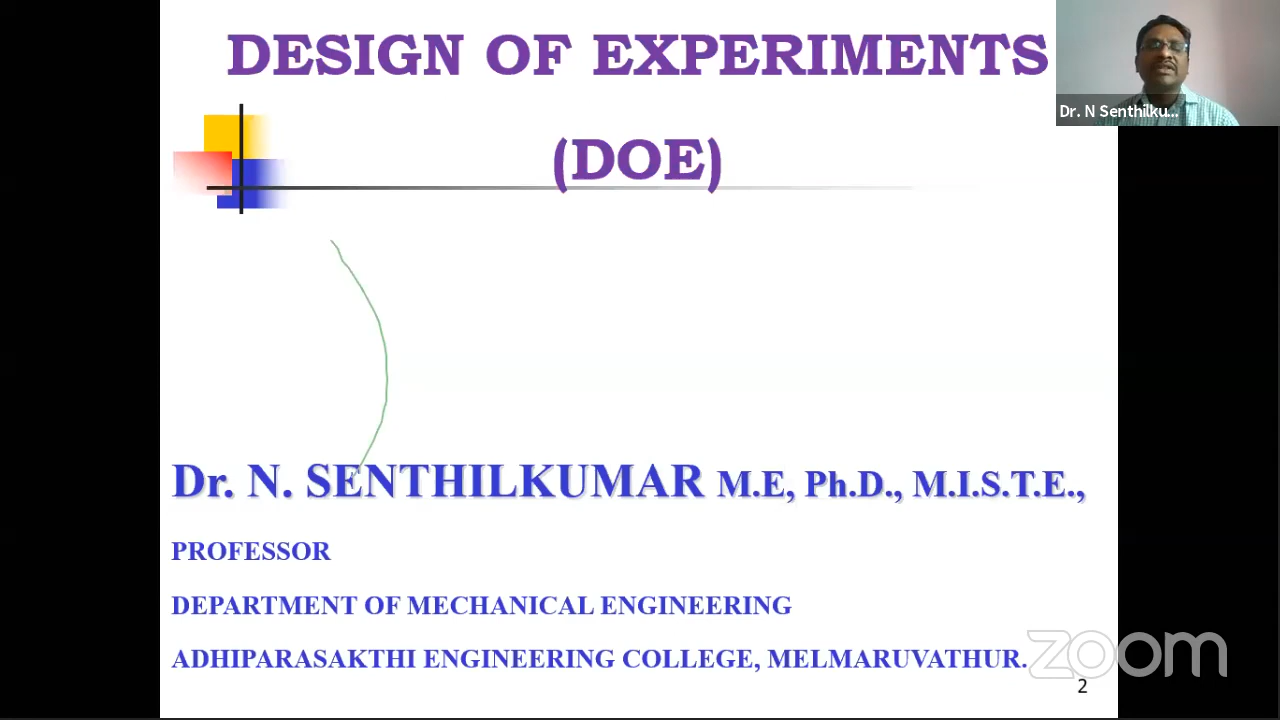 DESIGN OF EXPERIMENTS
(DOE)
Dr. N Senthilku...
Dr. N. SENTHILKUMAR M.E, Ph.D., M.I.S.T.E.,
PROFESSOR
DEPARTMENT OF MECHANICAL ENGINEERING
ADHIPARASAKTHI ENGINEERING COLLEGE, MELMARUVATHUR.
zoom
2